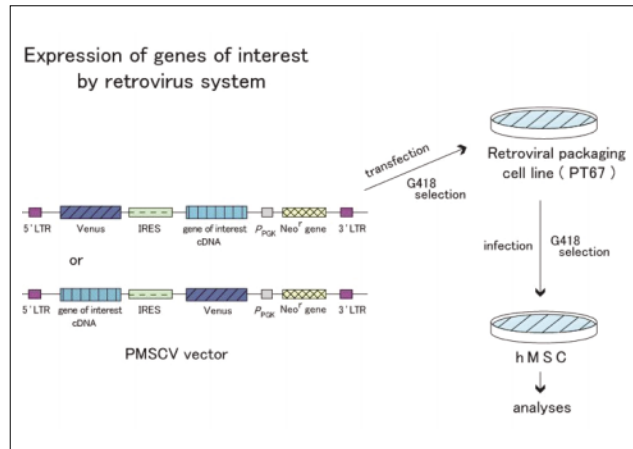 Expression of genes of interest
by retrovirus system
transfection
G418
selection
Retroviral packaging
cell line ( PT67 )
5'LTR Venus IRES gene of interest cDNA PPGK Neor gene 3'LTR
or
5'LTR gene of interest cDNA IRES Venus PPGK Neor gene 3'LTR
PMSCV vector
infection
G418
selection
hMSC
analyses